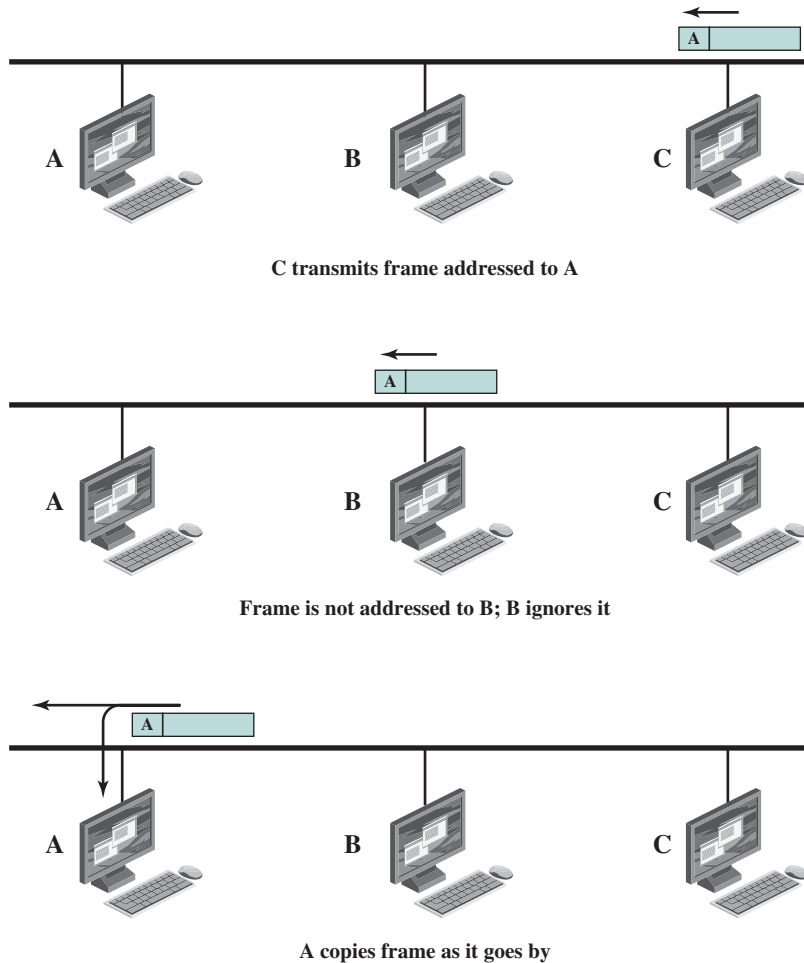 A
A B C
C transmits frame addressed to A
A
A B C
Frame is not addressed to B; B ignores it
A
A B C
A copies frame as it goes by